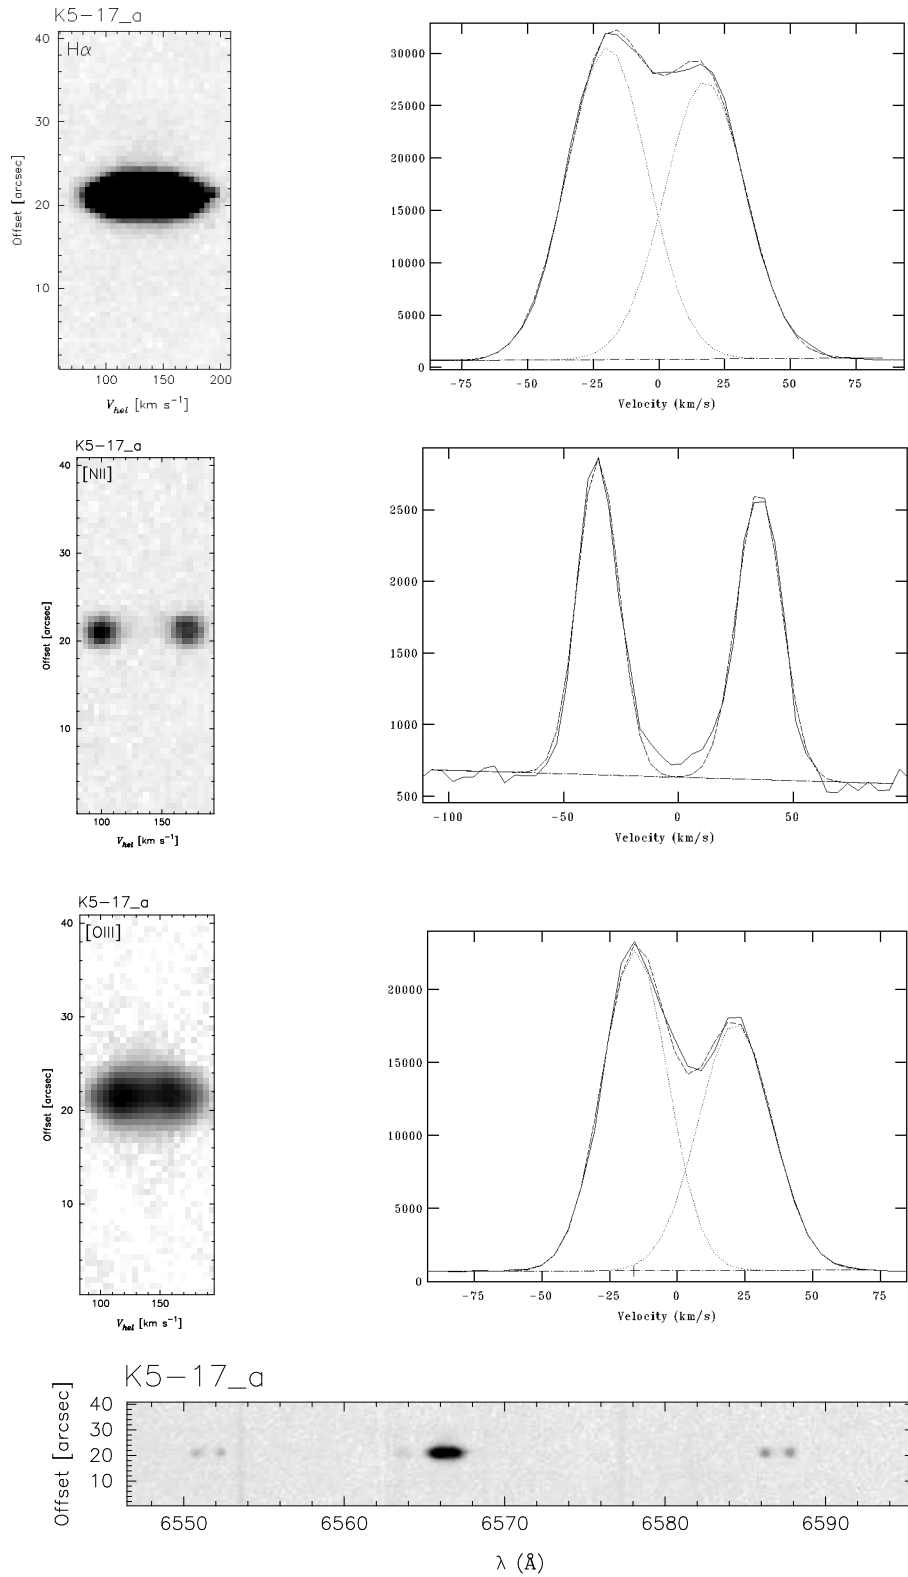 K5-17_a
Hα
40
30
20
10
Offset [arcsec]
100 150 200
V_hel [km s⁻¹]
30000
25000
20000
15000
10000
5000
0
-75 -50 -25 0 25 50 75
Velocity (km/s)
K5-17_a
[NII]
40
30
20
10
Offset [arcsec]
100 150
V_hel [km s⁻¹]
2500
2000
1500
1000
500
-100 -50 0 50
Velocity (km/s)
K5-17_a
[OIII]
40
30
20
10
Offset [arcsec]
100 150
V_hel [km s⁻¹]
20000
15000
10000
5000
0
-75 -50 -25 0 25 50 75
Velocity (km/s)
K5-17_a
40
30
20
10
Offset [arcsec]
6550 6560 6570 6580 6590
λ (Å)